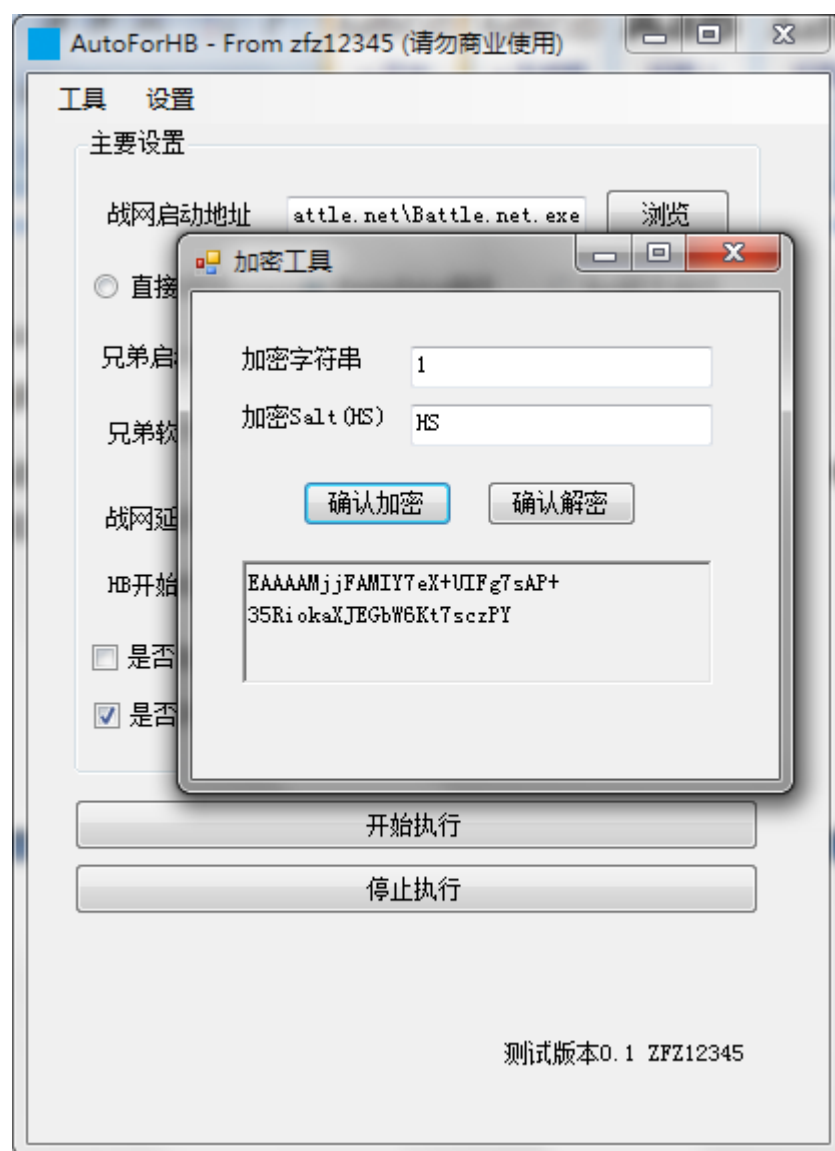 AutoForHB - From zfz12345 (请勿商业使用)
工具 设置
主要设置
战网启动地址 attle.net\Battle.net.exe 浏览
加密工具
直接
兄弟启
加密字符串 1
加密Salt(HS) HS
兄弟软
确认加密 确认解密
战网延
HB开始
EAAAAMjjFAMIY7eX+UIFg7sAP+
35RiokaXJEGbW6Kt7sczPY
是否
是否
开始执行
停止执行
测试版本0.1 ZFZ12345